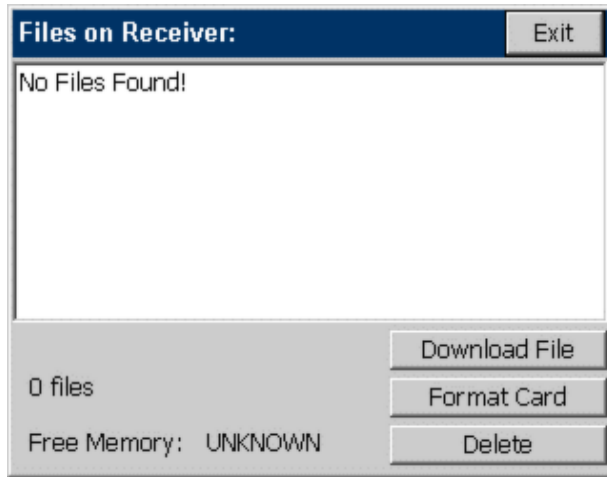 Files on Receiver:
Exit
No Files Found!
Download File
0 files
Format Card
Free Memory: UNKNOWN
Delete